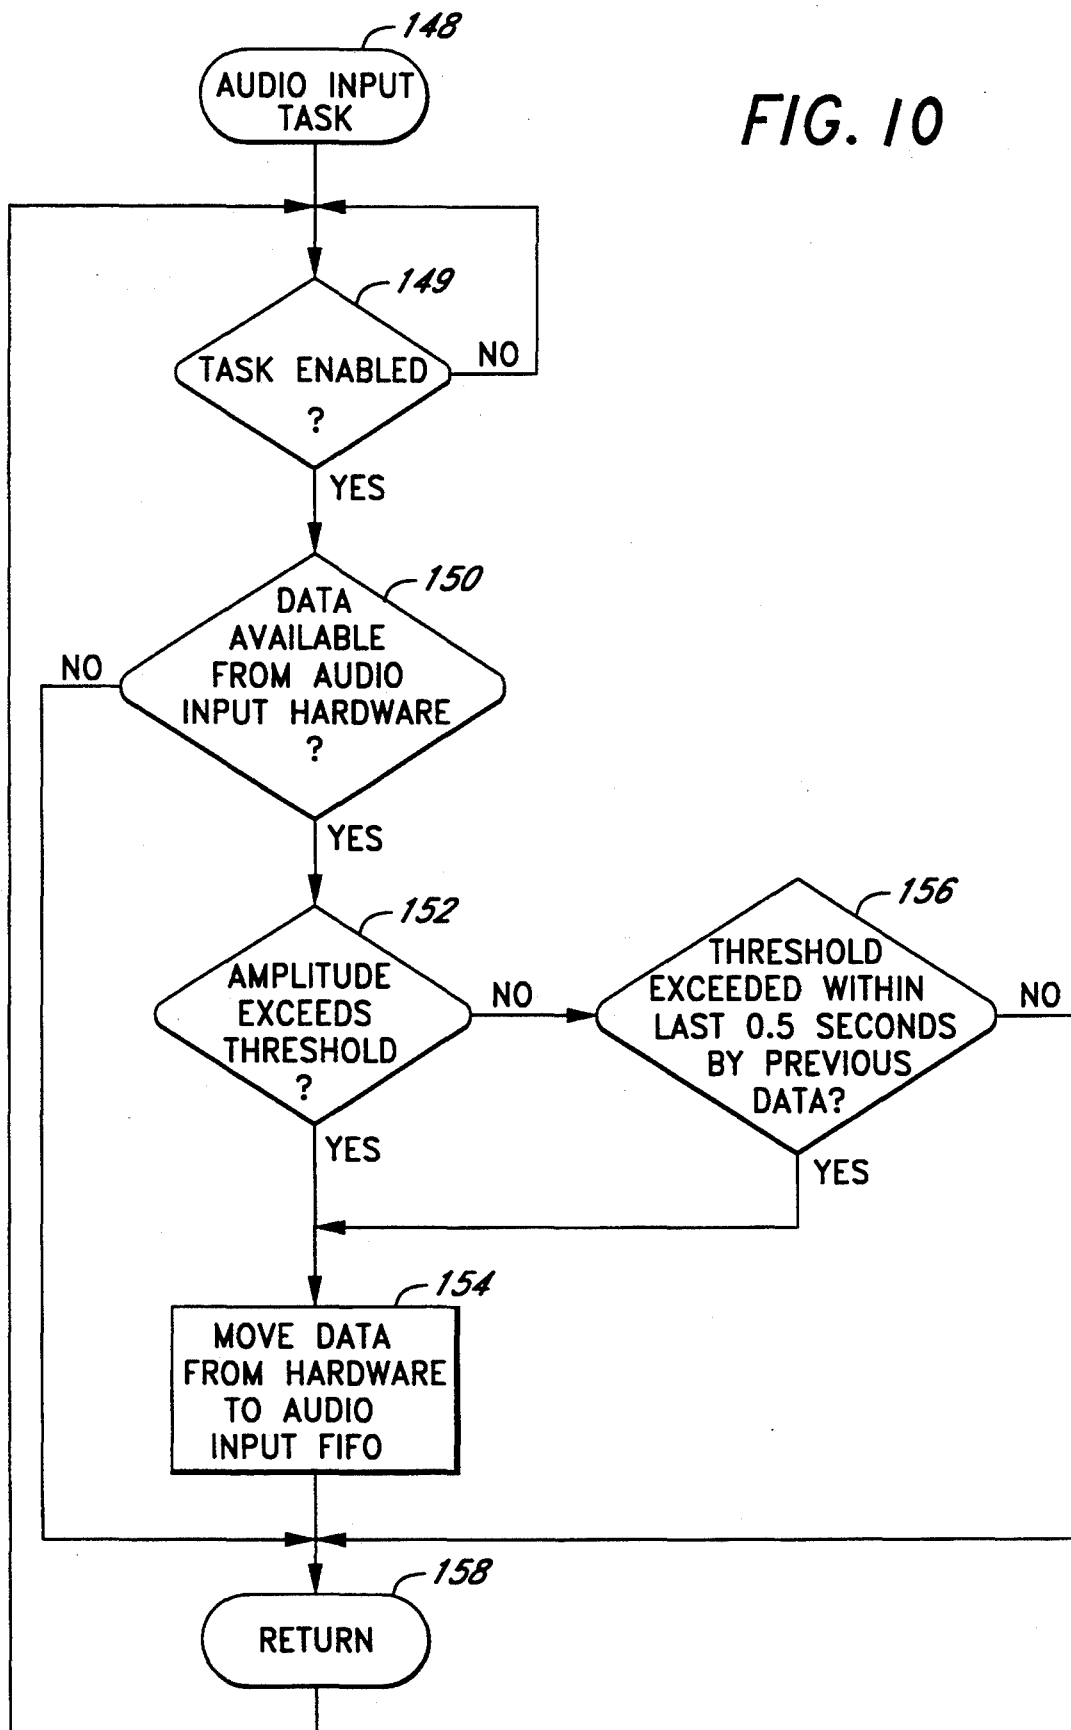 148
AUDIO INPUT
TASK
FIG. 10
149
TASK ENABLED
?
NO
YES
150
DATA
AVAILABLE
FROM AUDIO
INPUT HARDWARE
?
NO
YES
152
AMPLITUDE
EXCEEDS
THRESHOLD
?
NO
YES
156
THRESHOLD
EXCEEDED WITHIN
LAST 0.5 SECONDS
BY PREVIOUS
DATA?
NO
YES
154
MOVE DATA
FROM HARDWARE
TO AUDIO
INPUT FIFO
158
RETURN